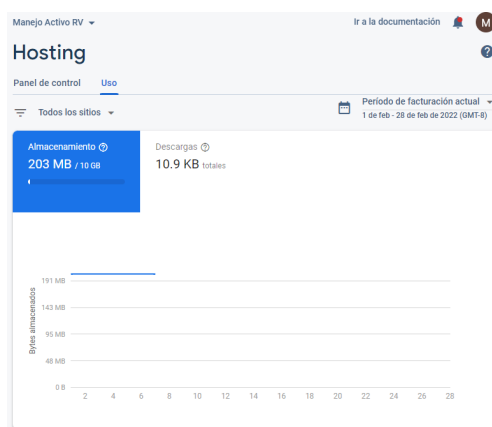 Manejo Activo RV
Ir a la documentación
M
Hosting
Panel de control
Uso
Todos los sitios
Período de facturación actual
1 de feb - 28 de feb de 2022 (GMT-8)
Almacenamiento
203 MB / 10 GB
Descargas
10.9 KB totales
Bytes almacenados
191 MB
143 MB
95 MB
48 MB
0 B
2 4 6 8 10 12 14 16 18 20 22 24 26 28